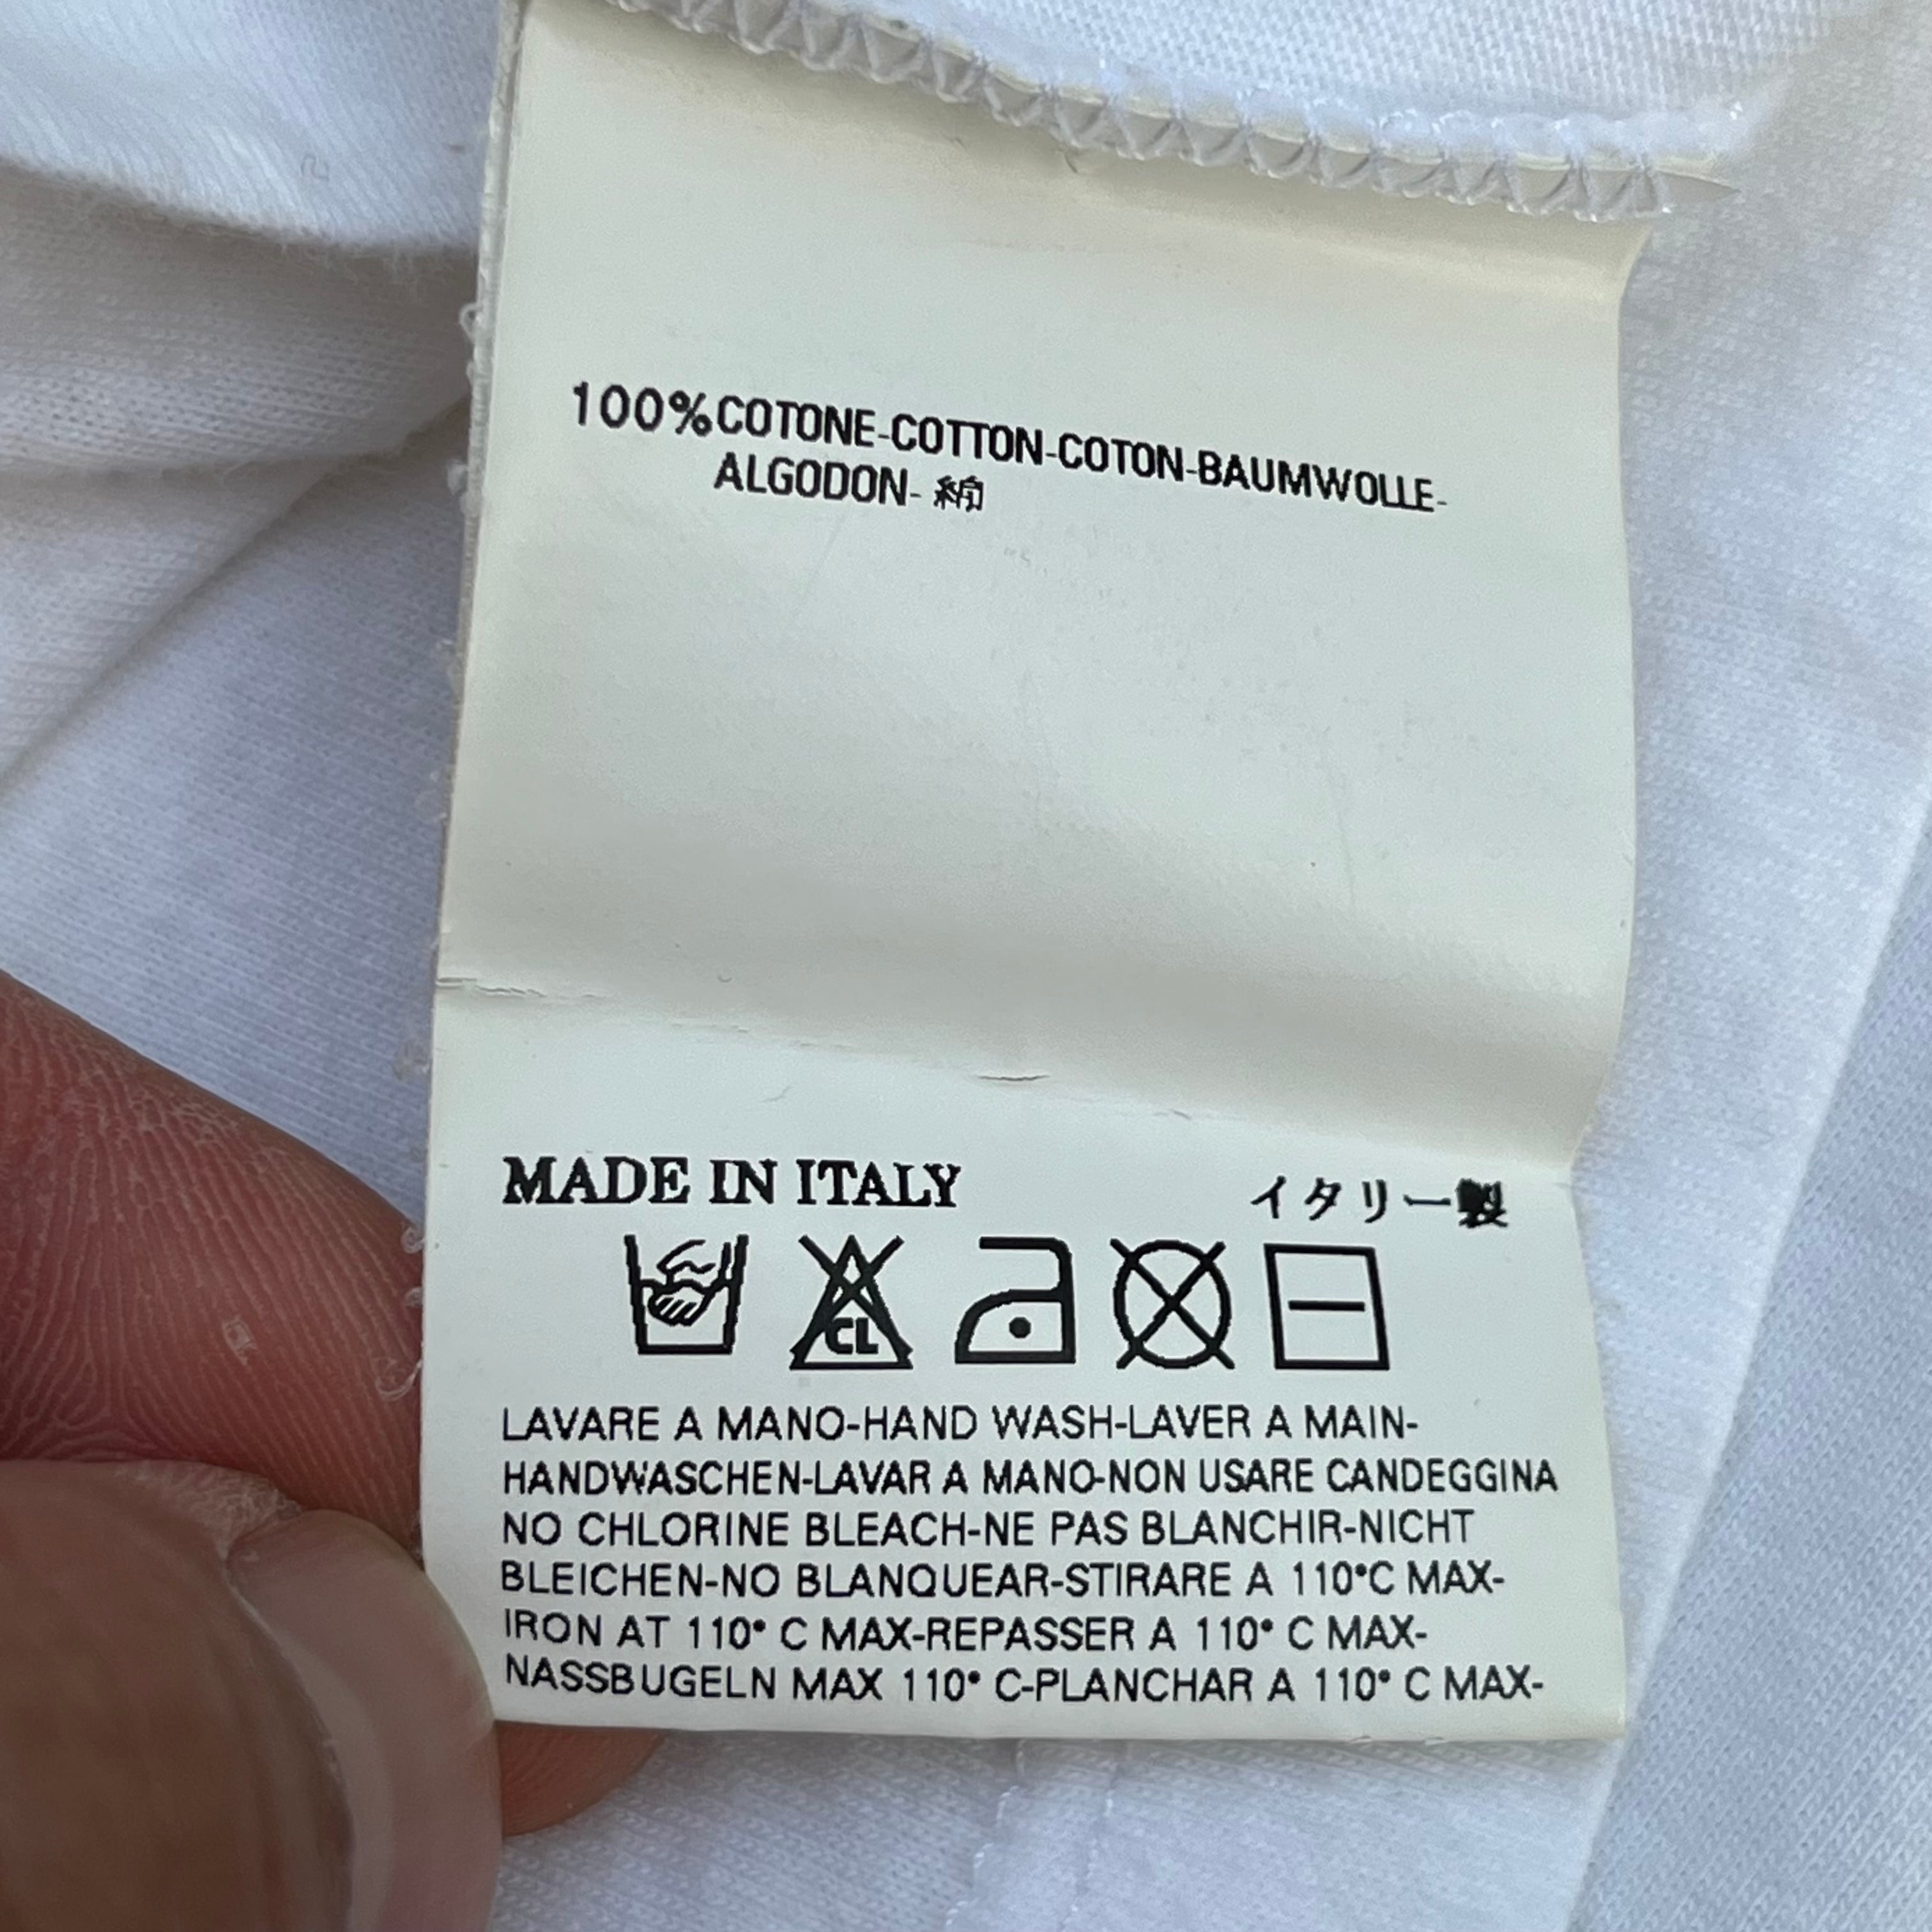 100%COTONE-COTTON-COTON-BAUMWOLLE-
ALGODON- 綿
MADE IN ITALY イタリー製
CL
LAVARE A MANO-HAND WASH-LAVER A MAIN-
HANDWASCHEN-LAVAR A MANO-NON USARE CANDEGGINA
NO CHLORINE BLEACH-NE PAS BLANCHIR-NICHT
BLEICHEN-NO BLANQUEAR-STIRARE A 110°C MAX-
IRON AT 110° C MAX-REPASSER A 110° C MAX-
NASSBUGELN MAX 110° C-PLANCHAR A 110° C MAX-